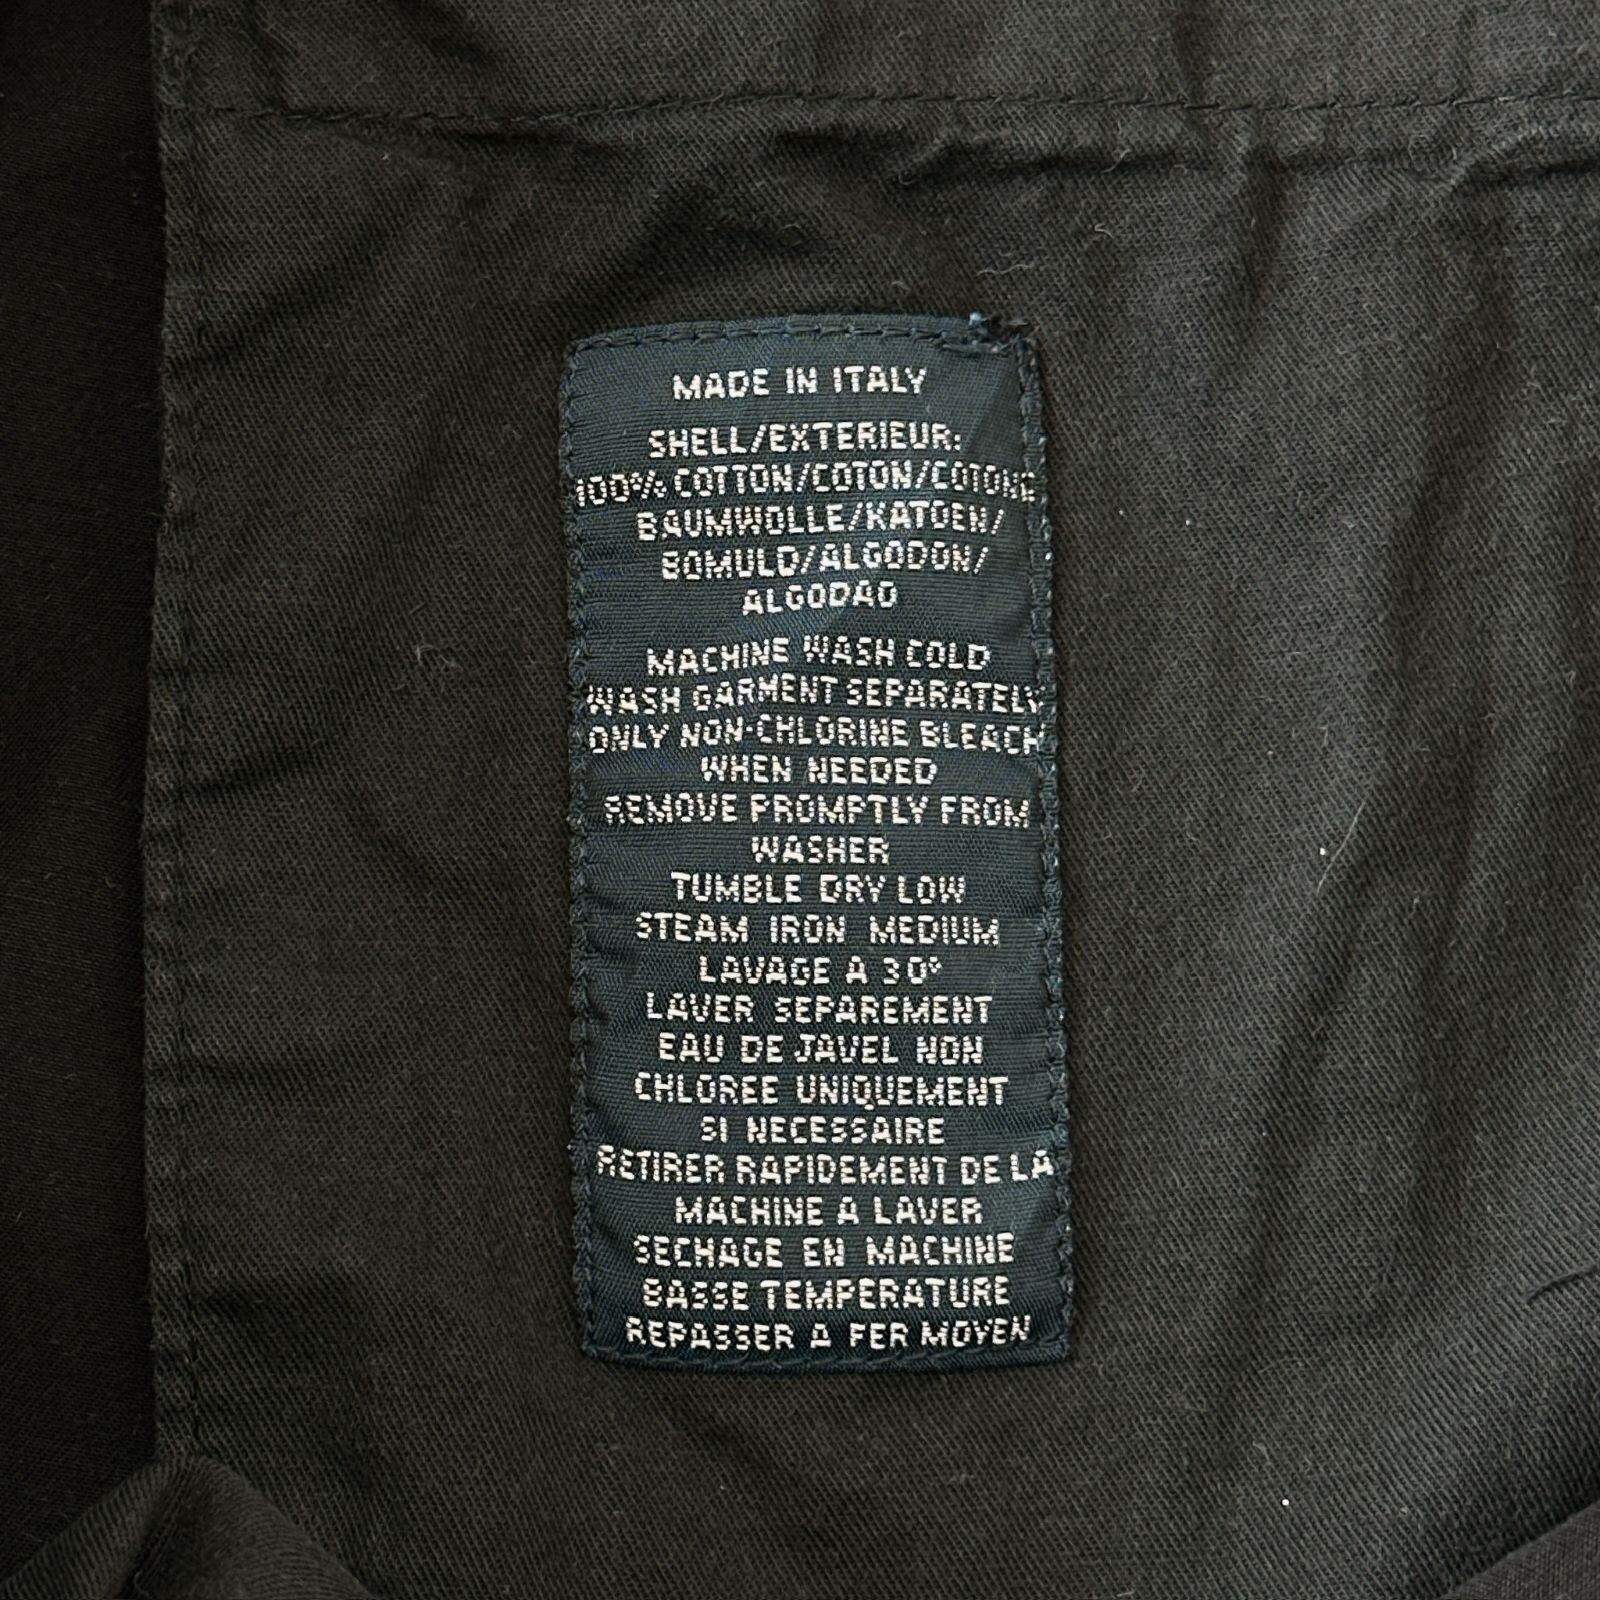 MADE IN ITALY
SHELL/EXTERIEUR:
100% COTTON/COTON/COTONE
BAUMWOLLE/KATOEN/
BOMULD/ALGODON/
ALGODAO
MACHINE WASH COLD
WASH GARMENT SEPARATELY
ONLY NON-CHLORINE BLEACH
WHEN NEEDED
REMOVE PROMPTLY FROM
WASHER
TUMBLE DRY LOW
STEAM IRON MEDIUM
LAVAGE A 30°
LAVER SEPAREMENT
EAU DE JAVEL NON
CHLOREE UNIQUEMENT
SI NECESSAIRE
RETIRER RAPIDEMENT DE LA
MACHINE A LAVER
SECHAGE EN MACHINE
BASSE TEMPERATURE
REPASSER A FER MOYEN